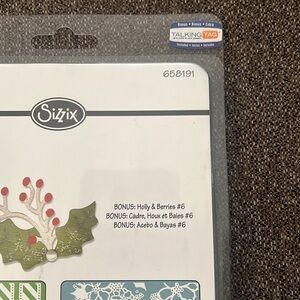 Bonus • Bonus • Extra
TALKING TAG
Included • Inclus • Incluido
658191
Sizzix
BONUS: Holly & Berries #6
BONUS: Cadre, Houx et Baies #6
BONUS: Acebo & Bayas #6